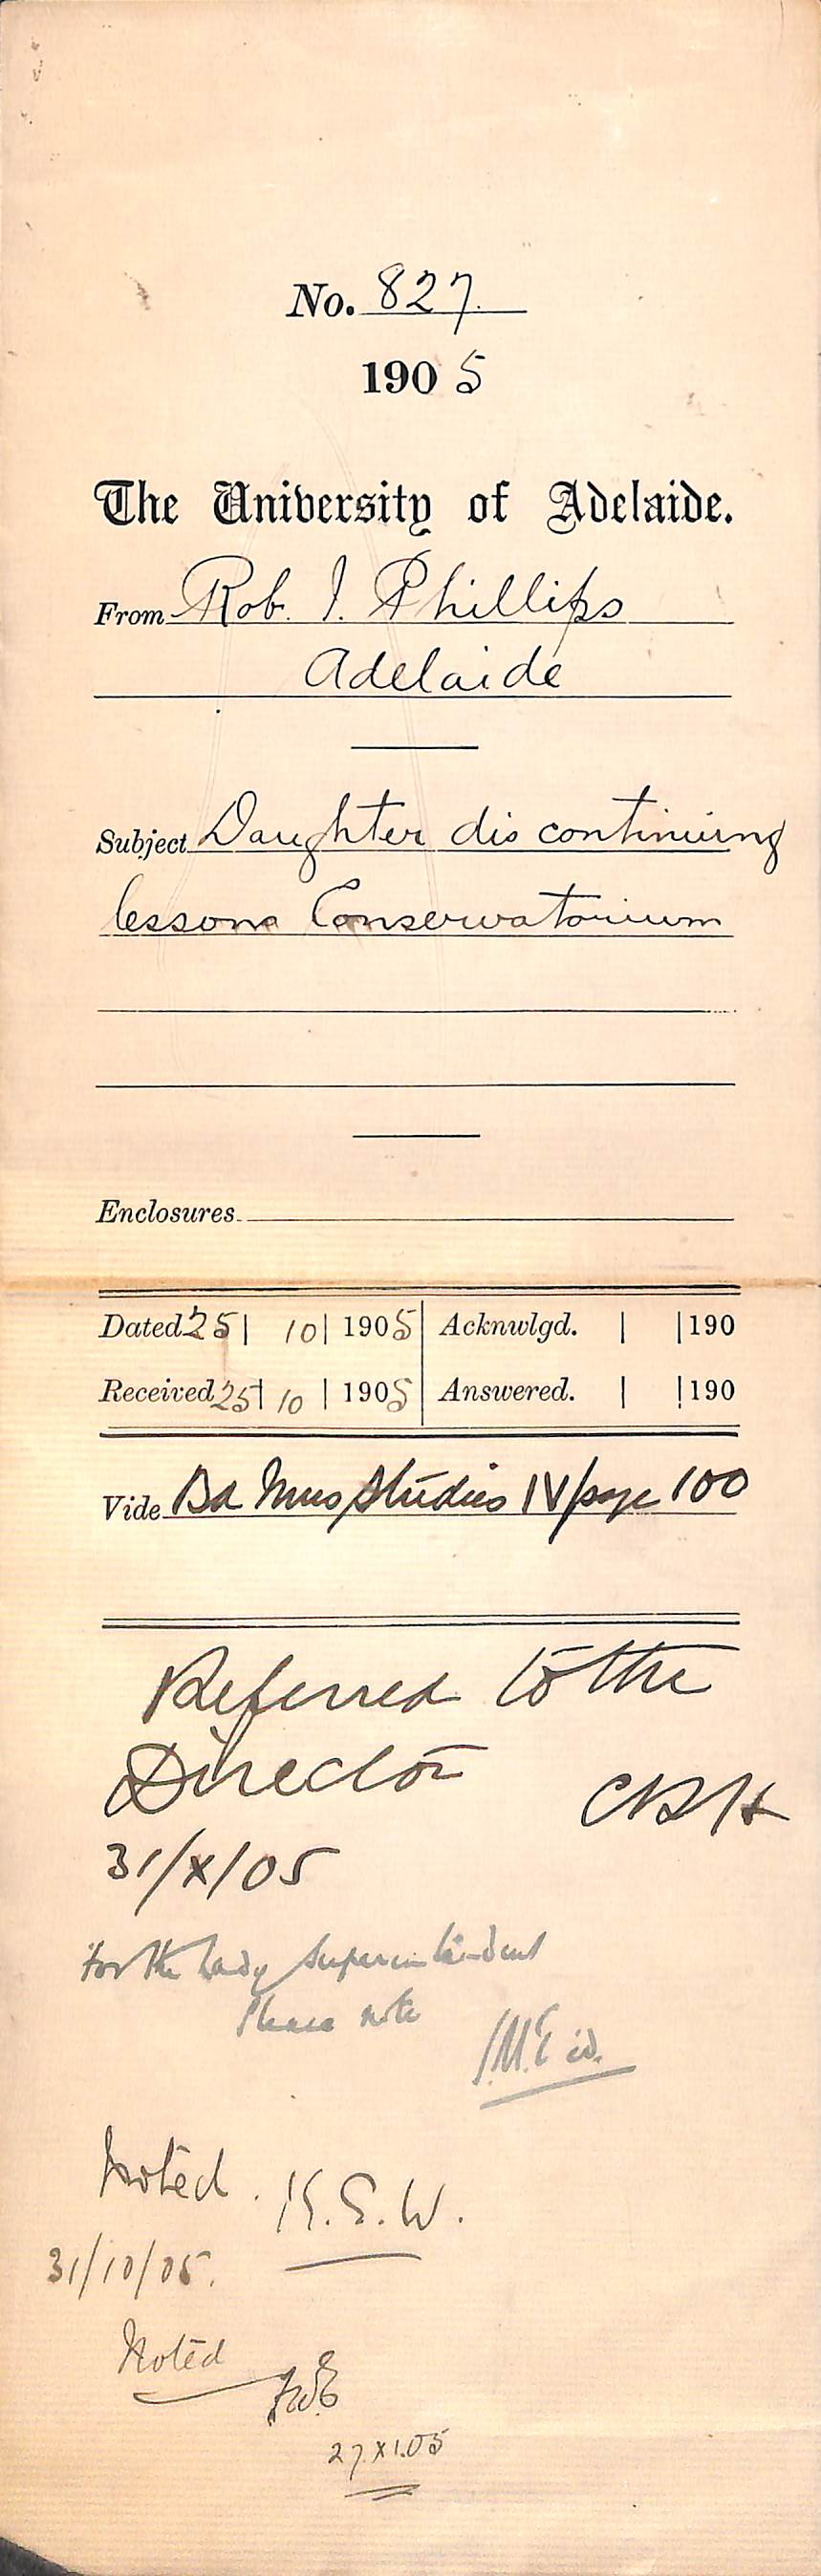 No. 827.
1905
The University of Adelaide.
From Rob. I. Phillips
Adelaide
Subject Daughter discontinuing
lessons Conservatorium
Enclosures
Dated 25| 10| 1905 Acknwlgd. | |190
Received 25| 10 | 1905 Answered. | |190
Vide Bd Mus Studies IV/page 100
Referred to the
Director CRH
31/X/05
For the Lady Superintendent
Please note
Noted. K.E.W.
31/10/05.
Noted
27.XI.05